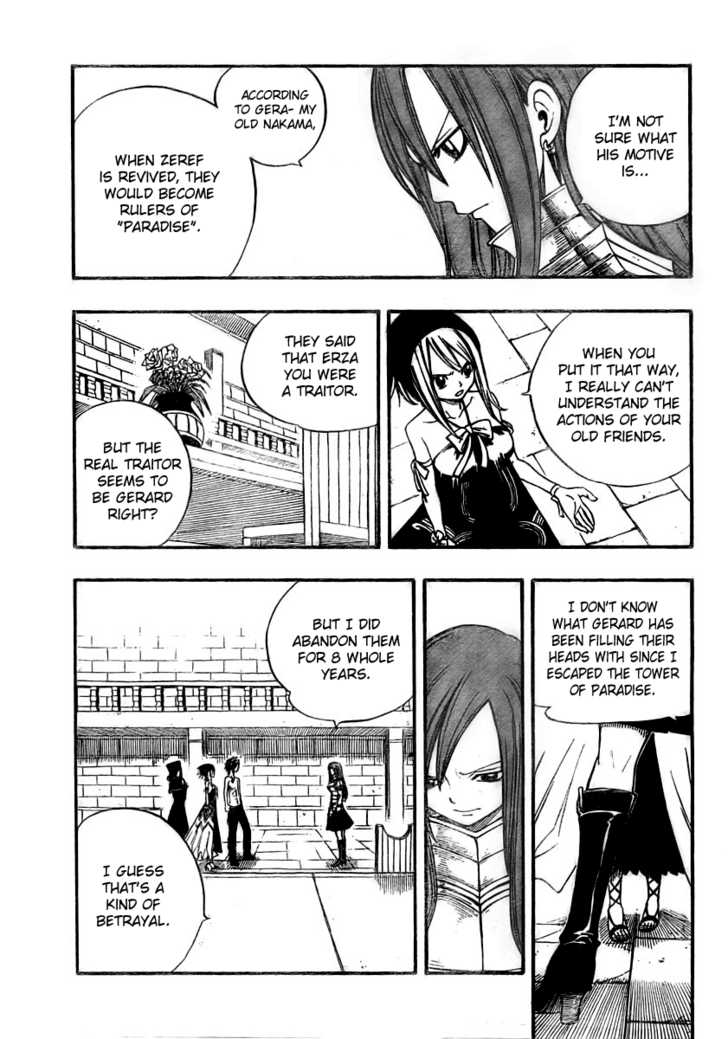 I'M NOT
SURE WHAT
HIS MOTIVE
IS...
ACCORDING
TO GERA- MY
OLD NAKAMA,
WHEN ZEREF
IS REVIVED, THEY
WOULD BECOME
RULERS OF
"PARADISE".
WHEN YOU
PUT IT THAT WAY,
I REALLY CAN'T
UNDERSTAND THE
ACTIONS OF YOUR
OLD FRIENDS.
THEY SAID
THAT ERZA
YOU WERE
A TRAITOR.
BUT THE
REAL TRAITOR
SEEMS TO
BE GERARD
RIGHT?
I DON'T KNOW
WHAT GERARD HAS
BEEN FILLING THEIR
HEADS WITH SINCE I
ESCAPED THE TOWER
OF PARADISE.
BUT I DID
ABANDON THEM
FOR 8 WHOLE
YEARS.
I GUESS
THAT'S A
KIND OF
BETRAYAL.